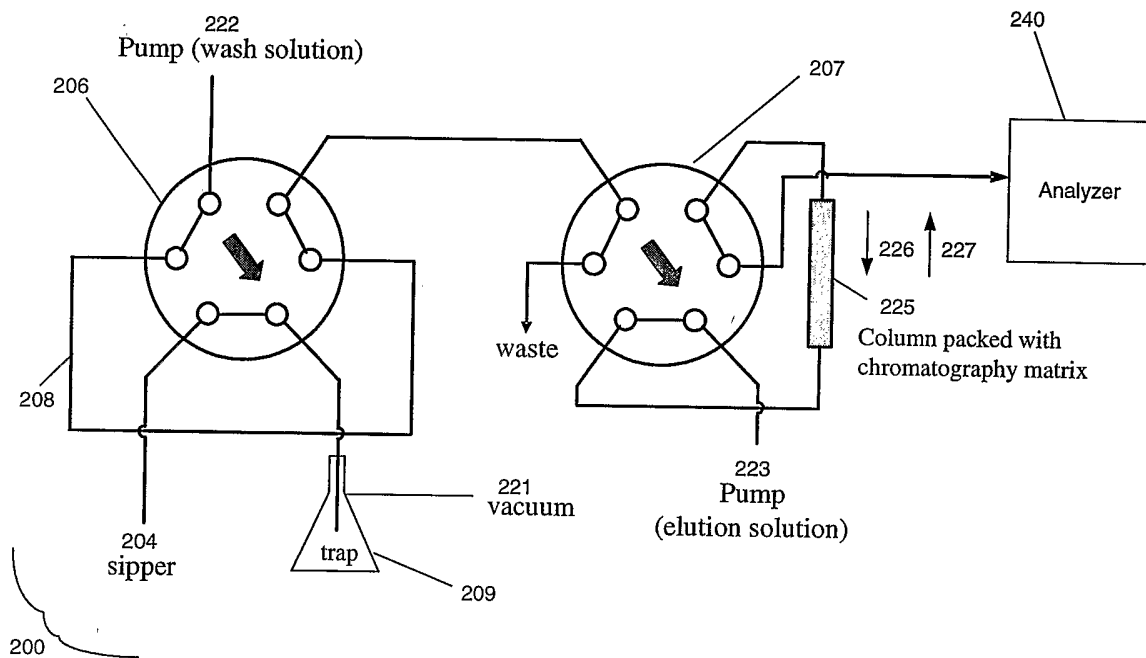 222
Pump (wash solution)
206
207
240
Analyzer
226
227
225
Column packed with
chromatography matrix
waste
208
204
sipper
221
vacuum
trap
209
223
Pump
(elution solution)
200